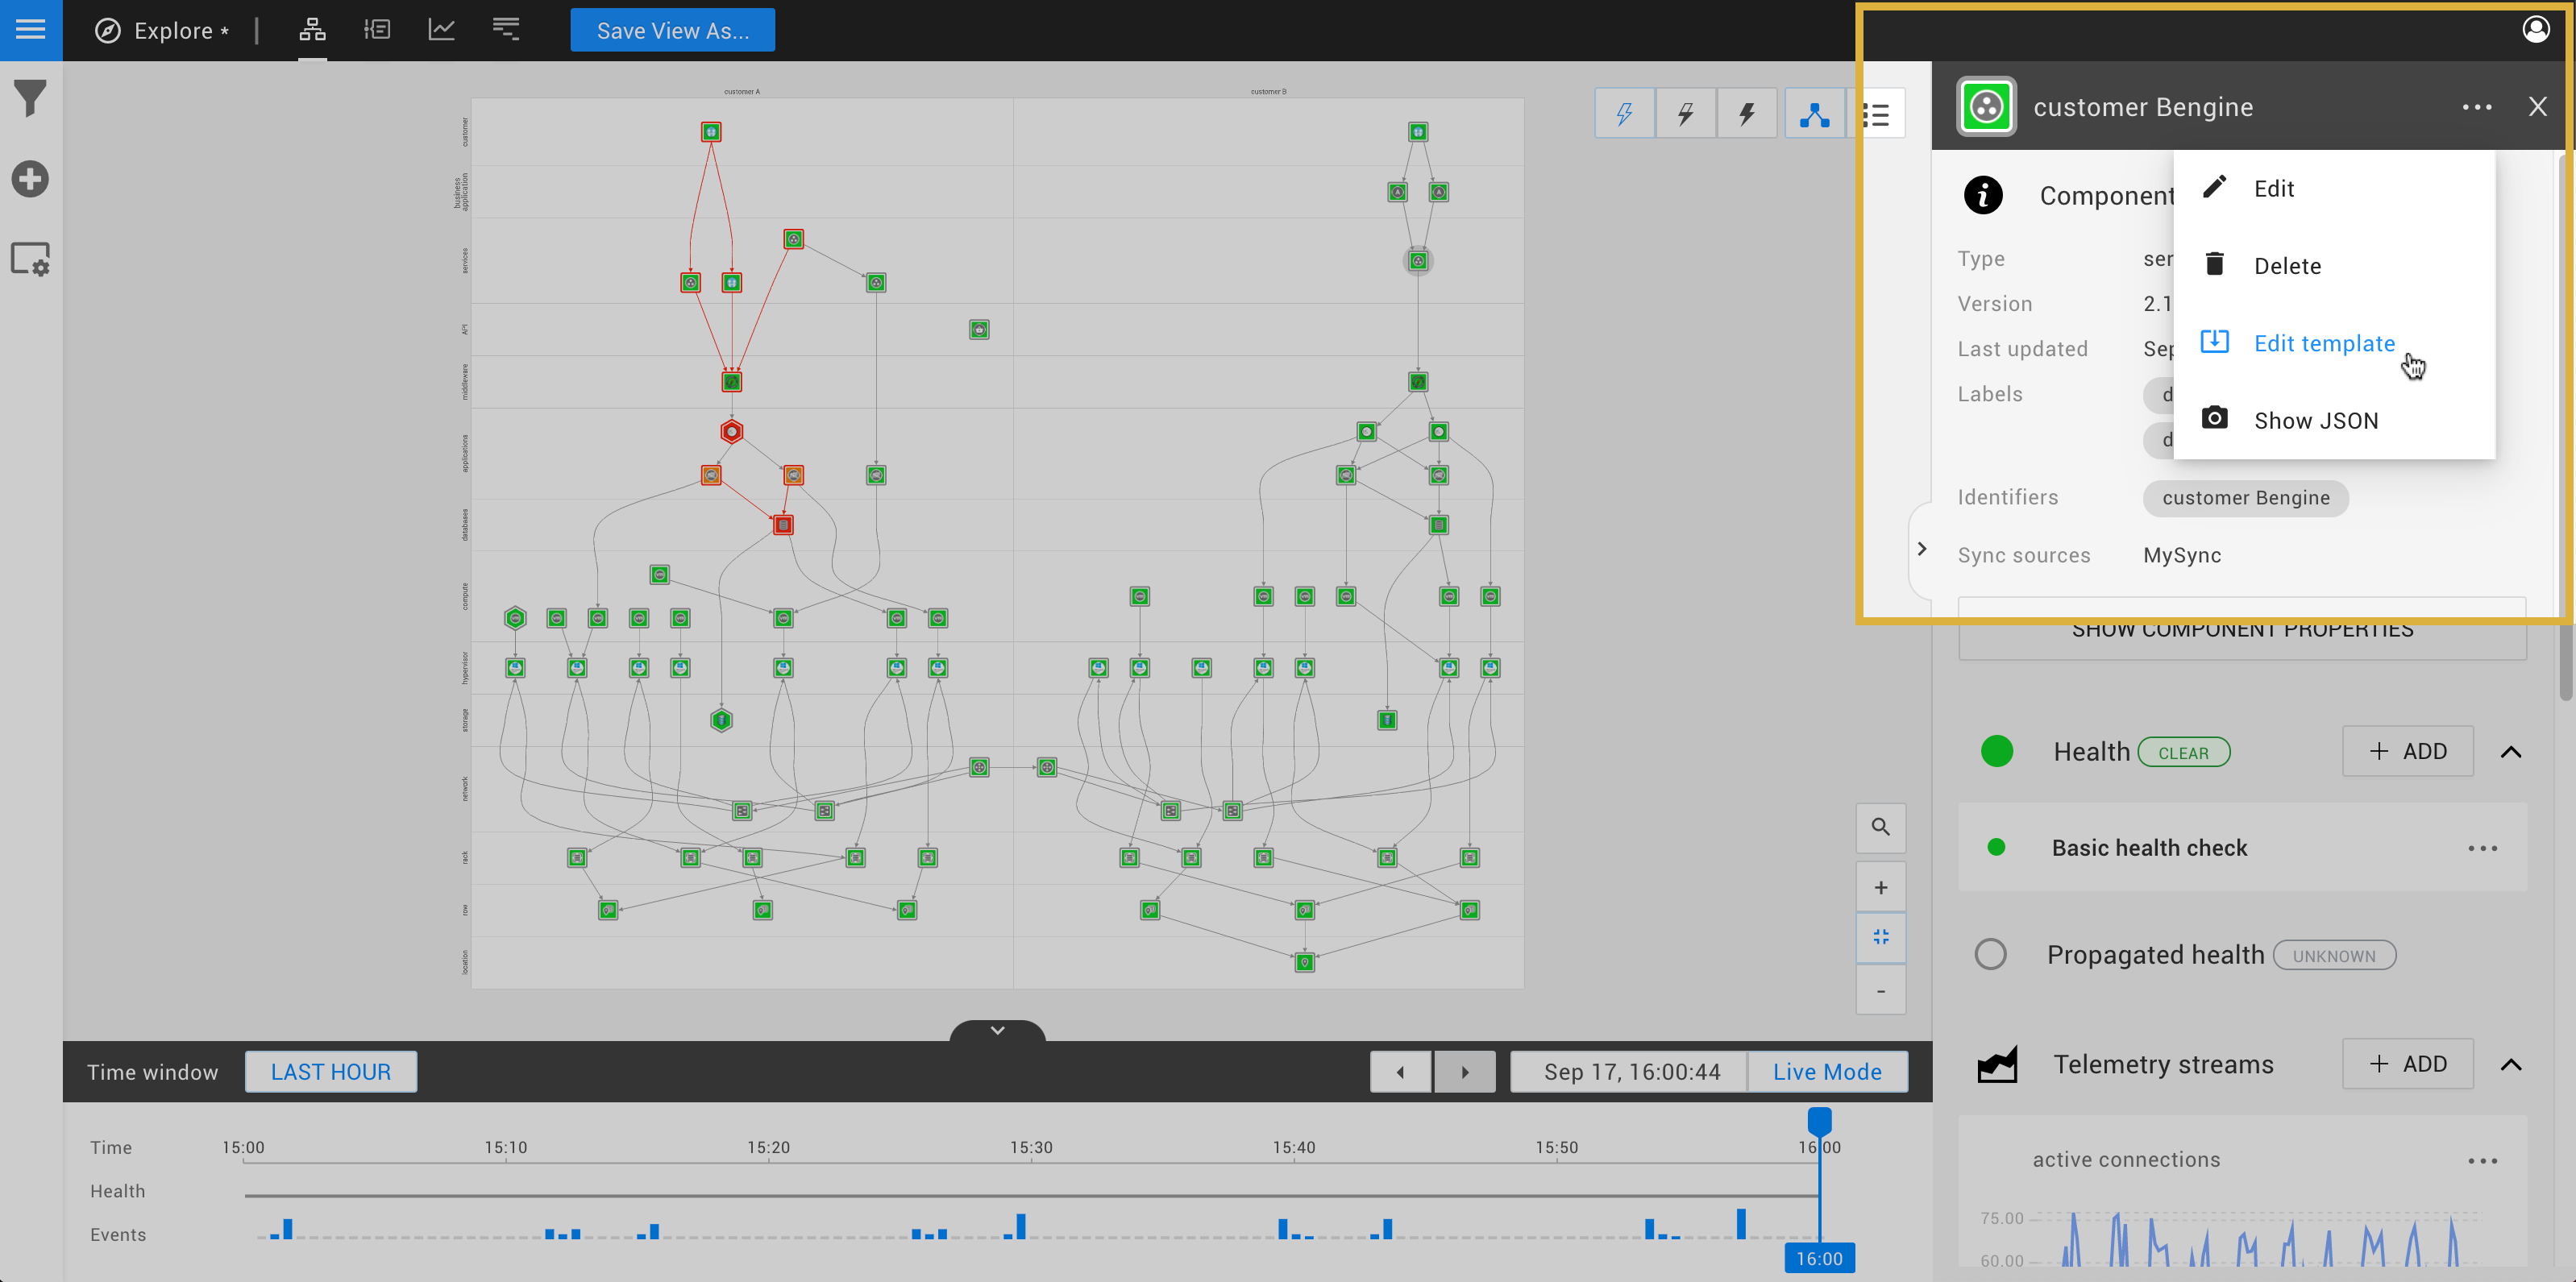 Explore *
Save View As...
customer A
customer B
customer
business application
services
API
middleware
applications
databases
compute
hypervisor
storage
network
rack
row
location
customer Bengine
Edit
Delete
Edit template
Show JSON
Component
Type ser
Version 2.1
Last updated Sep
Labels d
d
Identifiers customer Bengine
Sync sources MySync
SHOW COMPONENT PROPERTIES
Health CLEAR + ADD
Basic health check
Propagated health UNKNOWN
Telemetry streams + ADD
active connections
75.00
60.00
+
-
Time window LAST HOUR
Sep 17, 16:00:44 Live Mode
Time 15:00 15:10 15:20 15:30 15:40 15:50 16:00
Health
Events
16:00